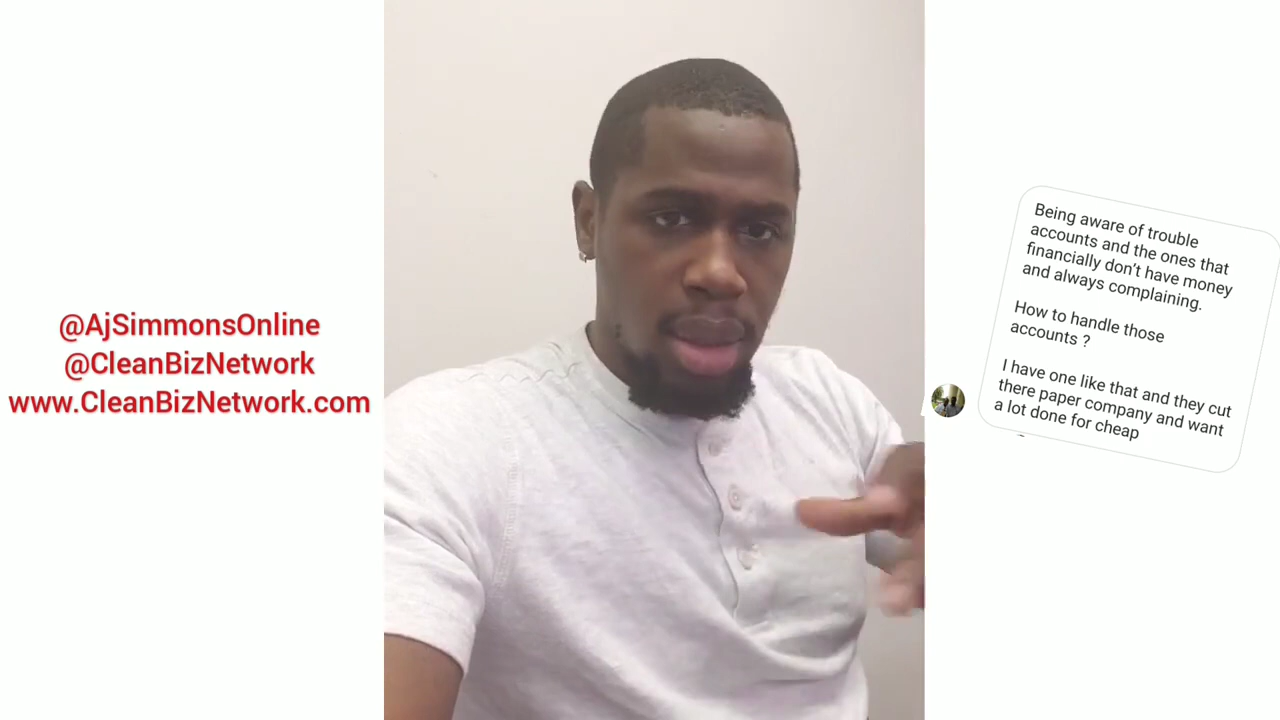 @AjSimmonsOnline
@CleanBizNetwork
www.CleanBizNetwork.com
Being aware of trouble
accounts and the ones that
financially don't have money
and always complaining.
How to handle those
accounts ?
I have one like that and they cut
there paper company and want
a lot done for cheap